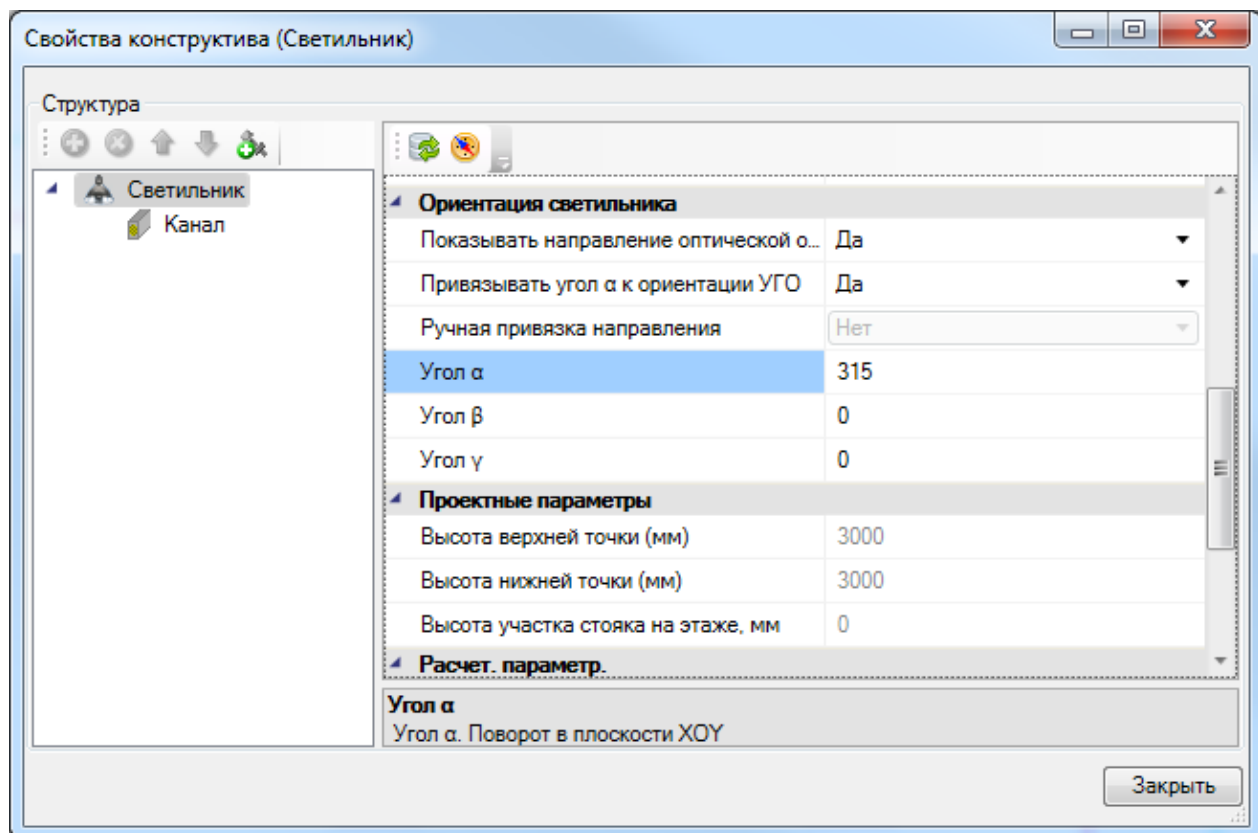 Свойства конструктива (Светильник)
Структура
Светильник
Канал
Ориентация светильника
Показывать направление оптической о... Да
Привязывать угол α к ориентации УГО Да
Ручная привязка направления Нет
Угол α 315
Угол β 0
Угол γ 0
Проектные параметры
Высота верхней точки (мм) 3000
Высота нижней точки (мм) 3000
Высота участка стояка на этаже, мм 0
Расчет. параметр.
Угол α
Угол α. Поворот в плоскости XOY
Закрыть